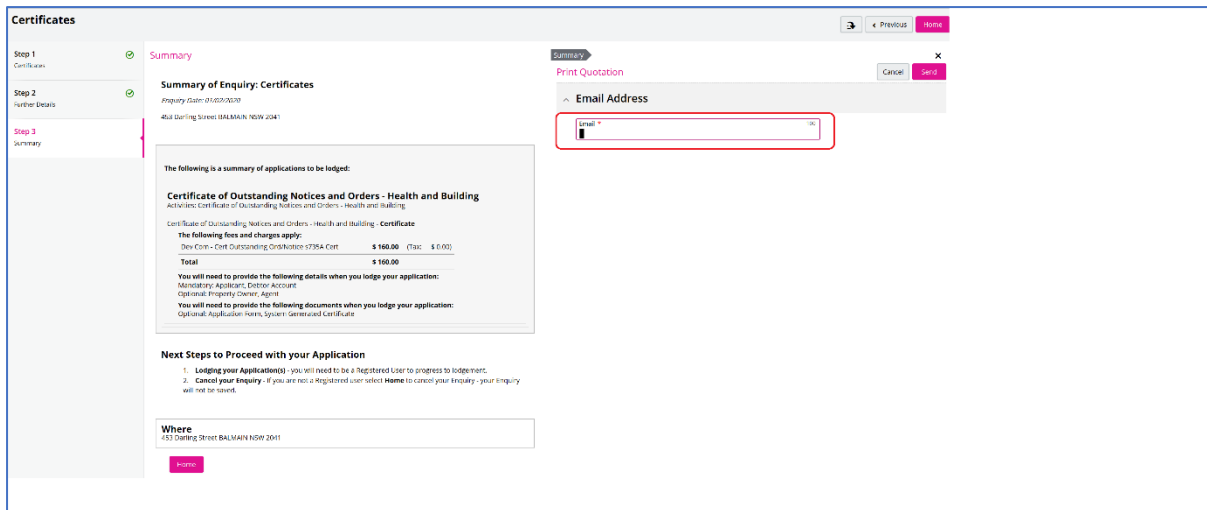 Certificates
Previous
Home
Step 1
Certificates
Step 2
Further Details
Step 3
Summary
Summary
Summary of Enquiry: Certificates
Enquiry Date: 01/02/2020
453 Darling Street BALMAIN NSW 2041
The following is a summary of applications to be lodged:
Certificate of Outstanding Notices and Orders - Health and Building
Activities: Certificate of Outstanding Notices and Orders - Health and Building
Certificate of Outstanding Notices and Orders - Health and Building - Certificate
The following fees and charges apply:
Dev Com - Cert Outstanding Ord/Notice s735A Cert $ 160.00 (Tax: $ 0.00)
Total $ 160.00
You will need to provide the following details when you lodge your application:
Mandatory: Applicant, Debtor Account
Optional: Property Owner, Agent
You will need to provide the following documents when you lodge your application:
Optional: Application Form, System Generated Certificate
Next Steps to Proceed with your Application
1. Lodging your Application(s) - you will need to be a Registered User to progress to lodgement.
2. Cancel your Enquiry - If you are not a Registered user select Home to cancel your Enquiry - your Enquiry
will not be saved.
Where
453 Darling Street BALMAIN NSW 2041
Home
Summary
Print Quotation
Cancel
Send
Email Address
Email *